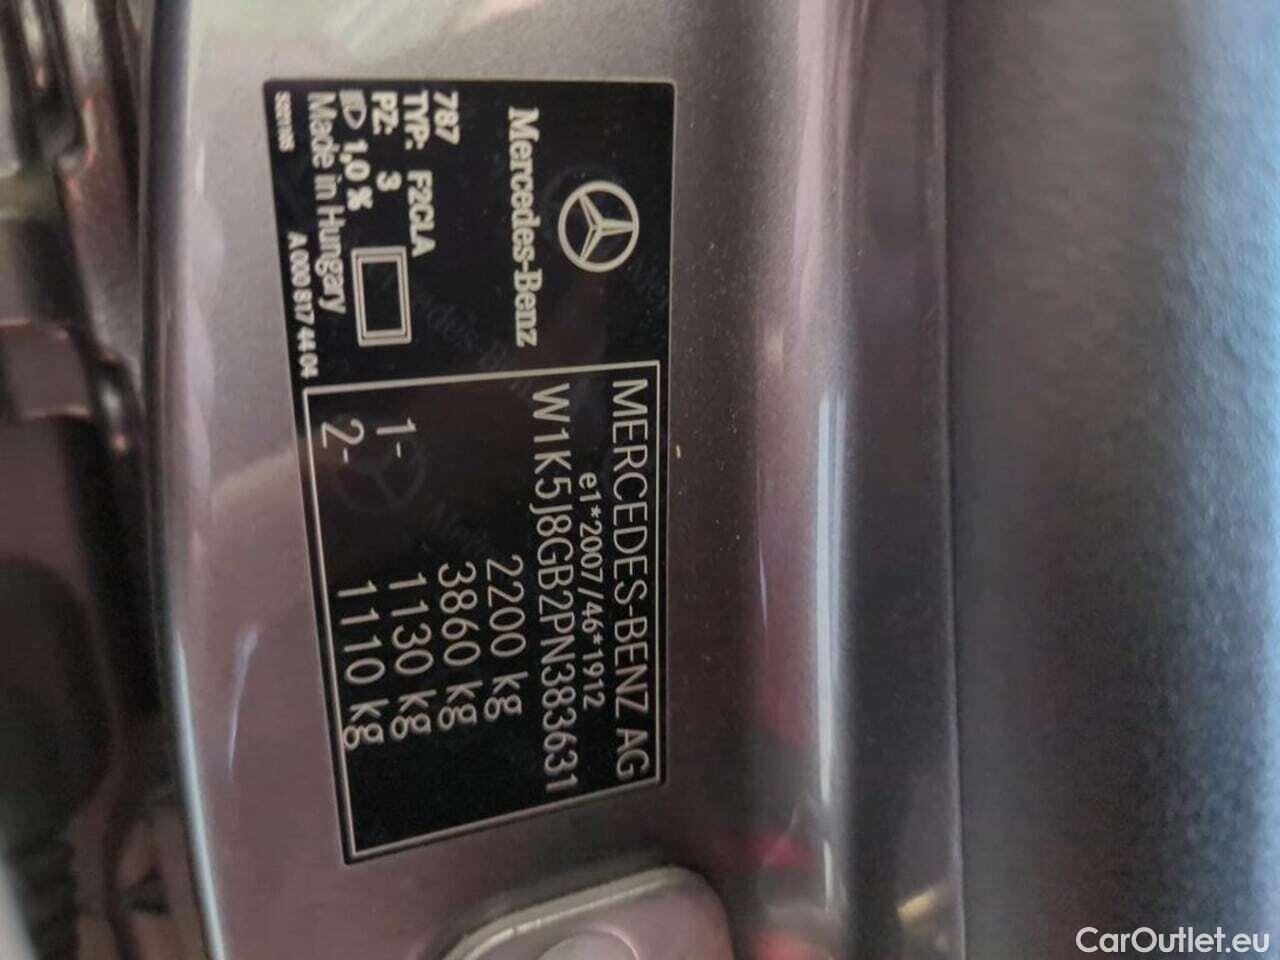 Mercedes-Benz
787
TYP: F2CLA
PZ: 3
1,0 %
Made in Hungary
A 000 817 44 04
MERCEDES-BENZ AG
e1*2007/46*1912
W1K5J8GB2PN383631
2200 kg
3860 kg
1- 1130 kg
2- 1110 kg
CarOutlet.eu